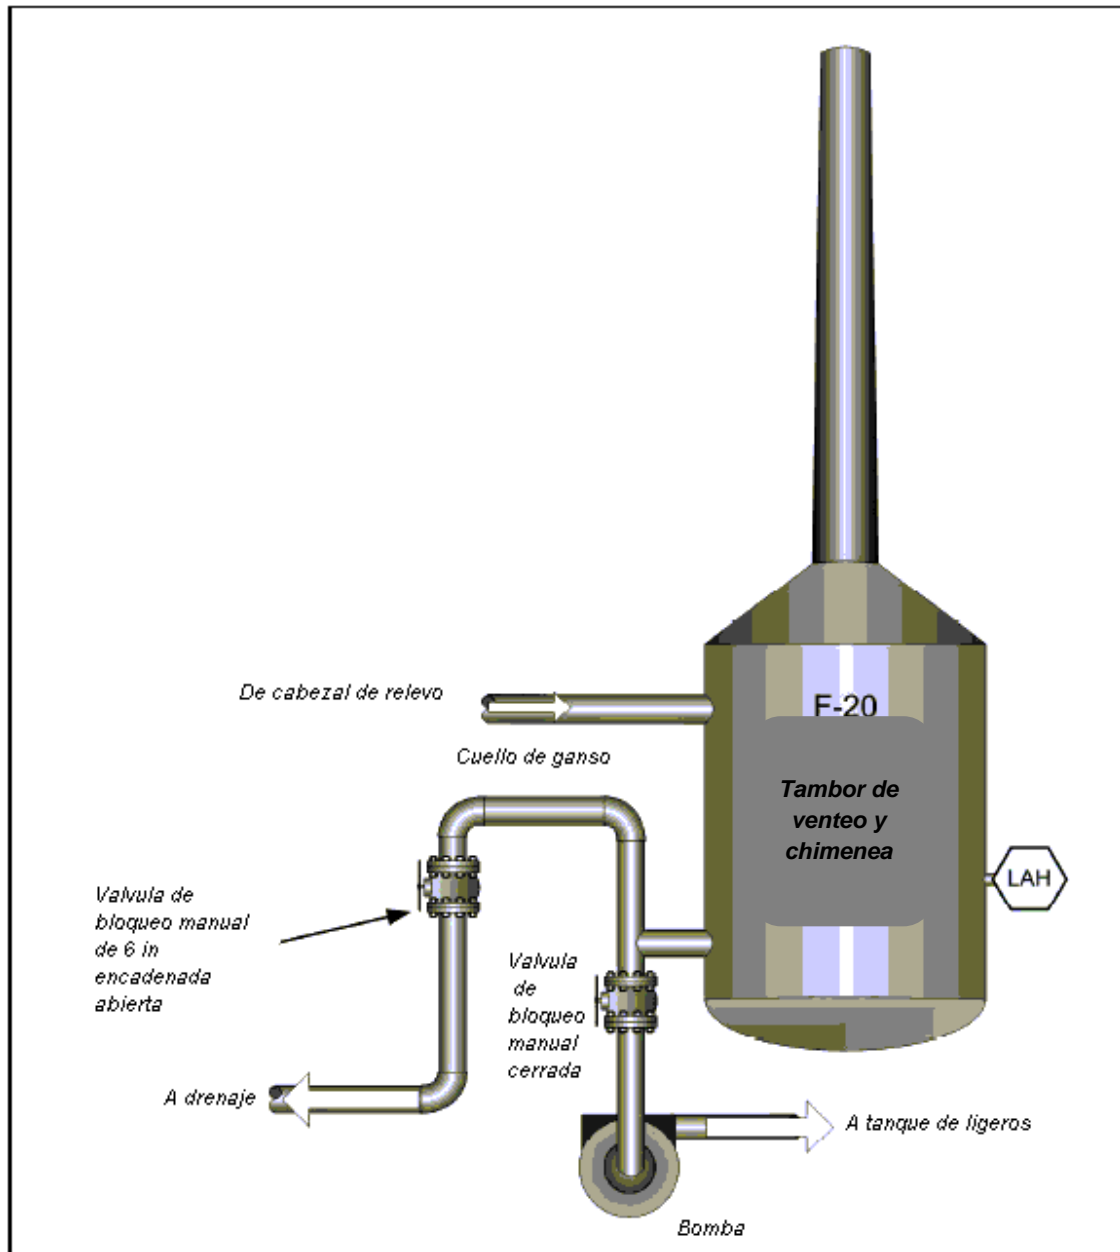 De cabezal de relevo
F-20
Cuello de ganso
Tambor de
venteo y
chimenea
LAH
Valvula de
bloqueo manual
de 6 in
encadenada
abierta
Valvula
de
bloqueo
manual
cerrada
A drenaje
A tanque de ligeros
Bomba